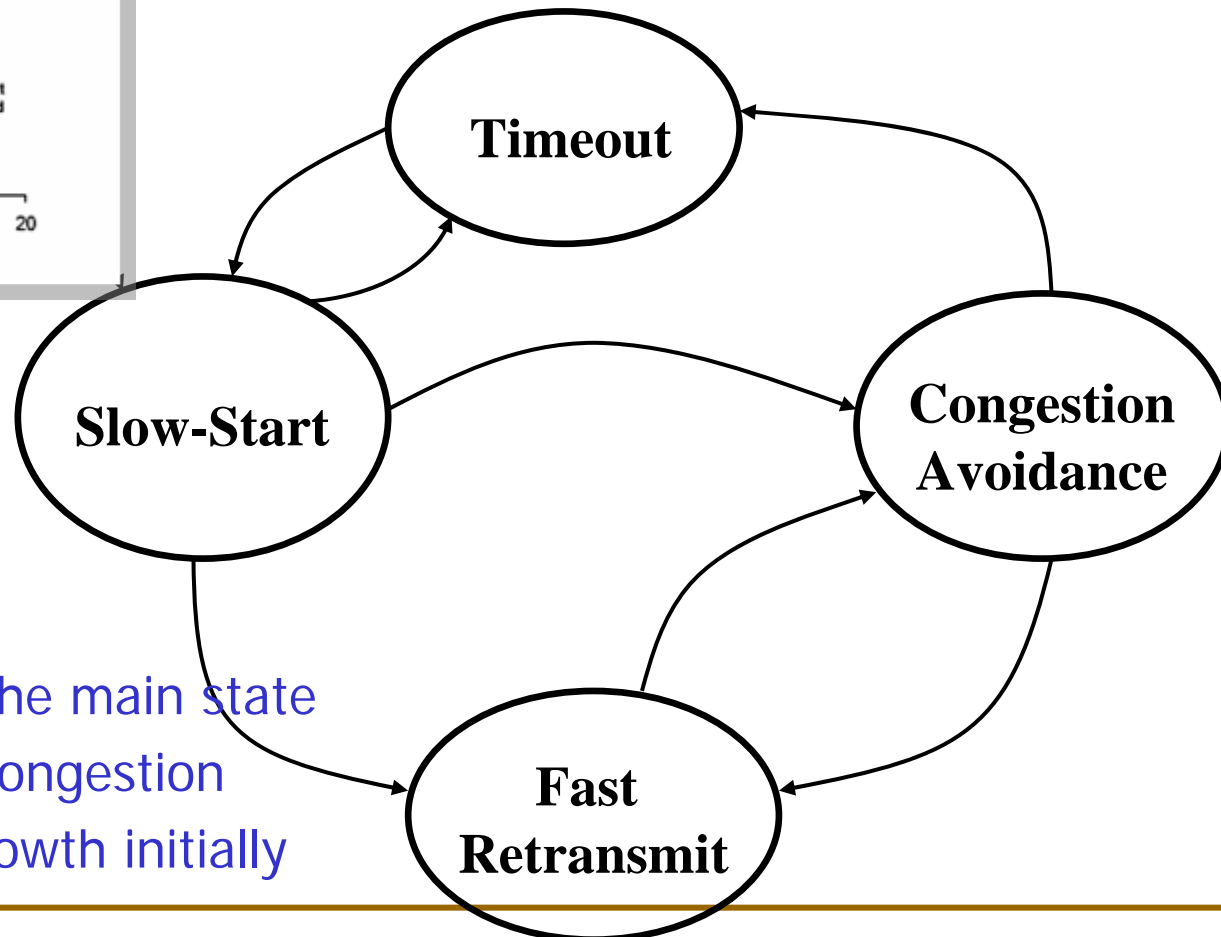 20
Timeout
Slow-Start
Congestion
Avoidance
he main state
ongestion
owth initially
Fast
Retransmit